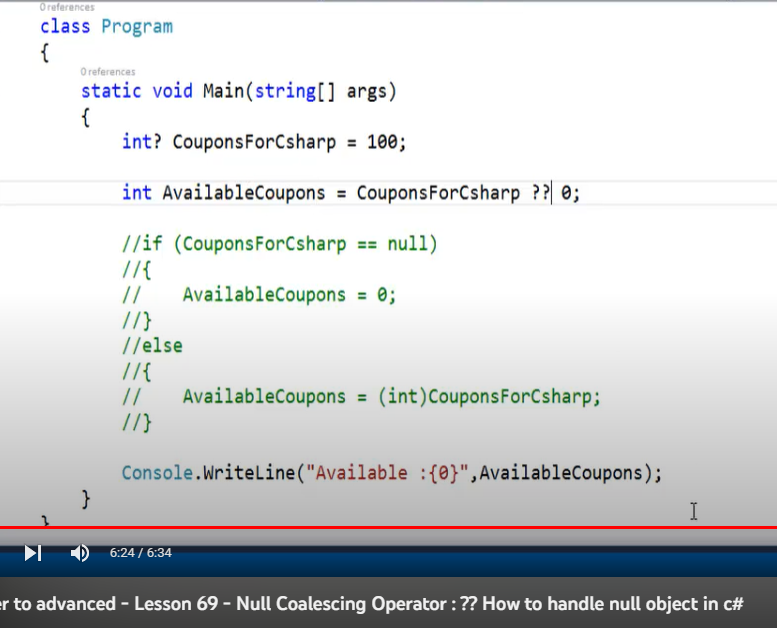 0 references
class Program
{
0 references
static void Main(string[] args)
{
int? CouponsForCsharp = 100;
int AvailableCoupons = CouponsForCsharp ?? 0;
//if (CouponsForCsharp == null)
//{
//    AvailableCoupons = 0;
//}
//else
//{
//    AvailableCoupons = (int)CouponsForCsharp;
//}
Console.WriteLine("Available :{0}",AvailableCoupons);
}
}
6:24 / 6:34
er to advanced - Lesson 69 - Null Coalescing Operator : ?? How to handle null object in c#